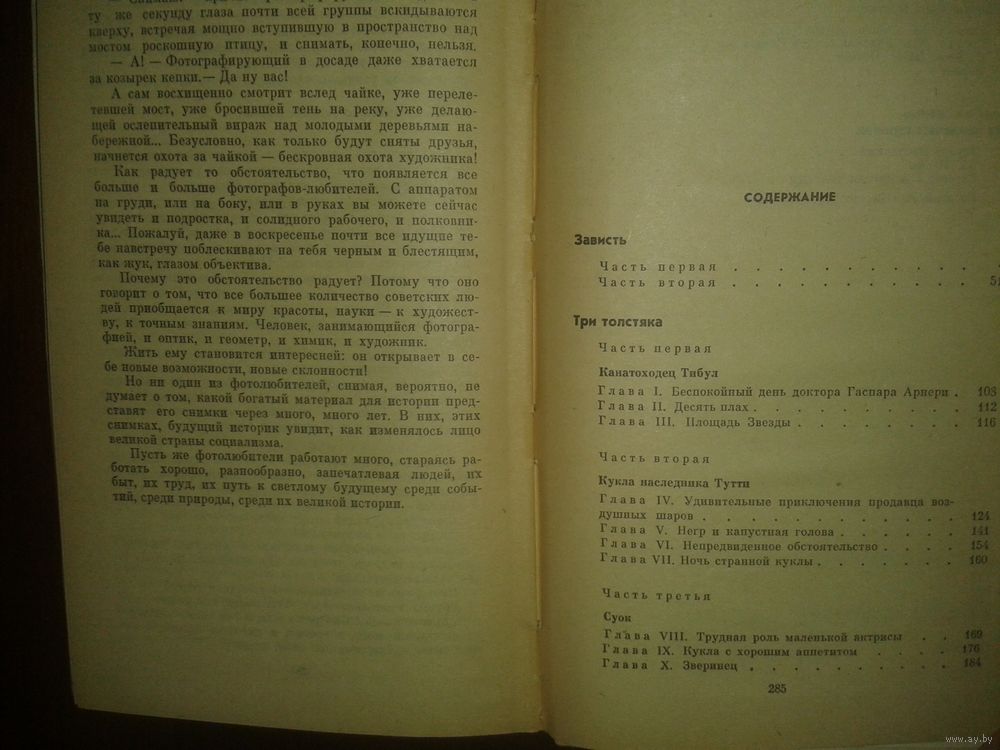 ту же секунду глаза почти всей группы вскидываются
кверху, встречая мощно вступившую в пространство над
мостом роскошную птицу, и снимать, конечно, нельзя.
— А! — Фотографирующий в досаде даже хватается
за козырек кепки.— Да ну вас!
А сам восхищенно смотрит вслед чайке, уже переле-
тевшей мост, уже бросившей тень на реку, уже делаю-
щей ослепительный вираж над молодыми деревьями на-
бережной... Безусловно, как только будут сняты друзья,
начнется охота за чайкой — бескровная охота художника!
Как радует то обстоятельство, что появляется все
больше и больше фотографов-любителей. С аппаратом
на груди, или на боку, или в руках вы можете сейчас
увидеть и подростка, и солидного рабочего, и полковни-
ка... Пожалуй, даже в воскресенье почти все идущие те-
бе навстречу поблескивают на тебя черным и блестящим,
как жук, глазом объектива.
Почему это обстоятельство радует? Потому что оно
говорит о том, что все большее количество советских лю-
дей приобщается к миру красоты, науки — к художест-
ву, к точным знаниям. Человек, занимающийся фотогра-
фией, и оптик, и геометр, и химик, и художник.
Жить ему становится интересней: он открывает в се-
бе новые возможности, новые склонности!
Но ни один из фотолюбителей, снимая, вероятно, не
думает о том, какой богатый материал для истории пред-
ставят его снимки через много, много лет. В них, этих
снимках, будущий историк увидит, как изменялось лицо
великой страны социализма.
Пусть же фотолюбители работают много, стараясь ра-
ботать хорошо, разнообразно, запечатлевая людей, их
быт, их труд, их путь к светлому будущему среди собы-
тий, среди природы, среди их великой истории.
СОДЕРЖАНИЕ
Зависть
Часть первая . . . . . . . . . . .
Часть вторая . . . . . . . . . . . 5
Три толстяка
Часть первая
Канатоходец Тибул
Глава I. Беспокойный день доктора Гаспара Арнери . 103
Глава II. Десять плах . . . . . . . . . . 112
Глава III. Площадь Звезды . . . . . . . . 116
Часть вторая
Кукла наследника Тутти
Глава IV. Удивительные приключения продавца воз-
душных шаров . . . . . . . . . . . . 124
Глава V. Негр и капустная голова . . . . . . 141
Глава VI. Непредвиденное обстоятельство . . . . 154
Глава VII. Ночь странной куклы . . . . . . . 160
Часть третья
Суок
Глава VIII. Трудная роль маленькой актрисы . . 169
Глава IX. Кукла с хорошим аппетитом . . . . 176
Глава X. Зверинец . . . . . . . . . . 184
285
www.ay.by